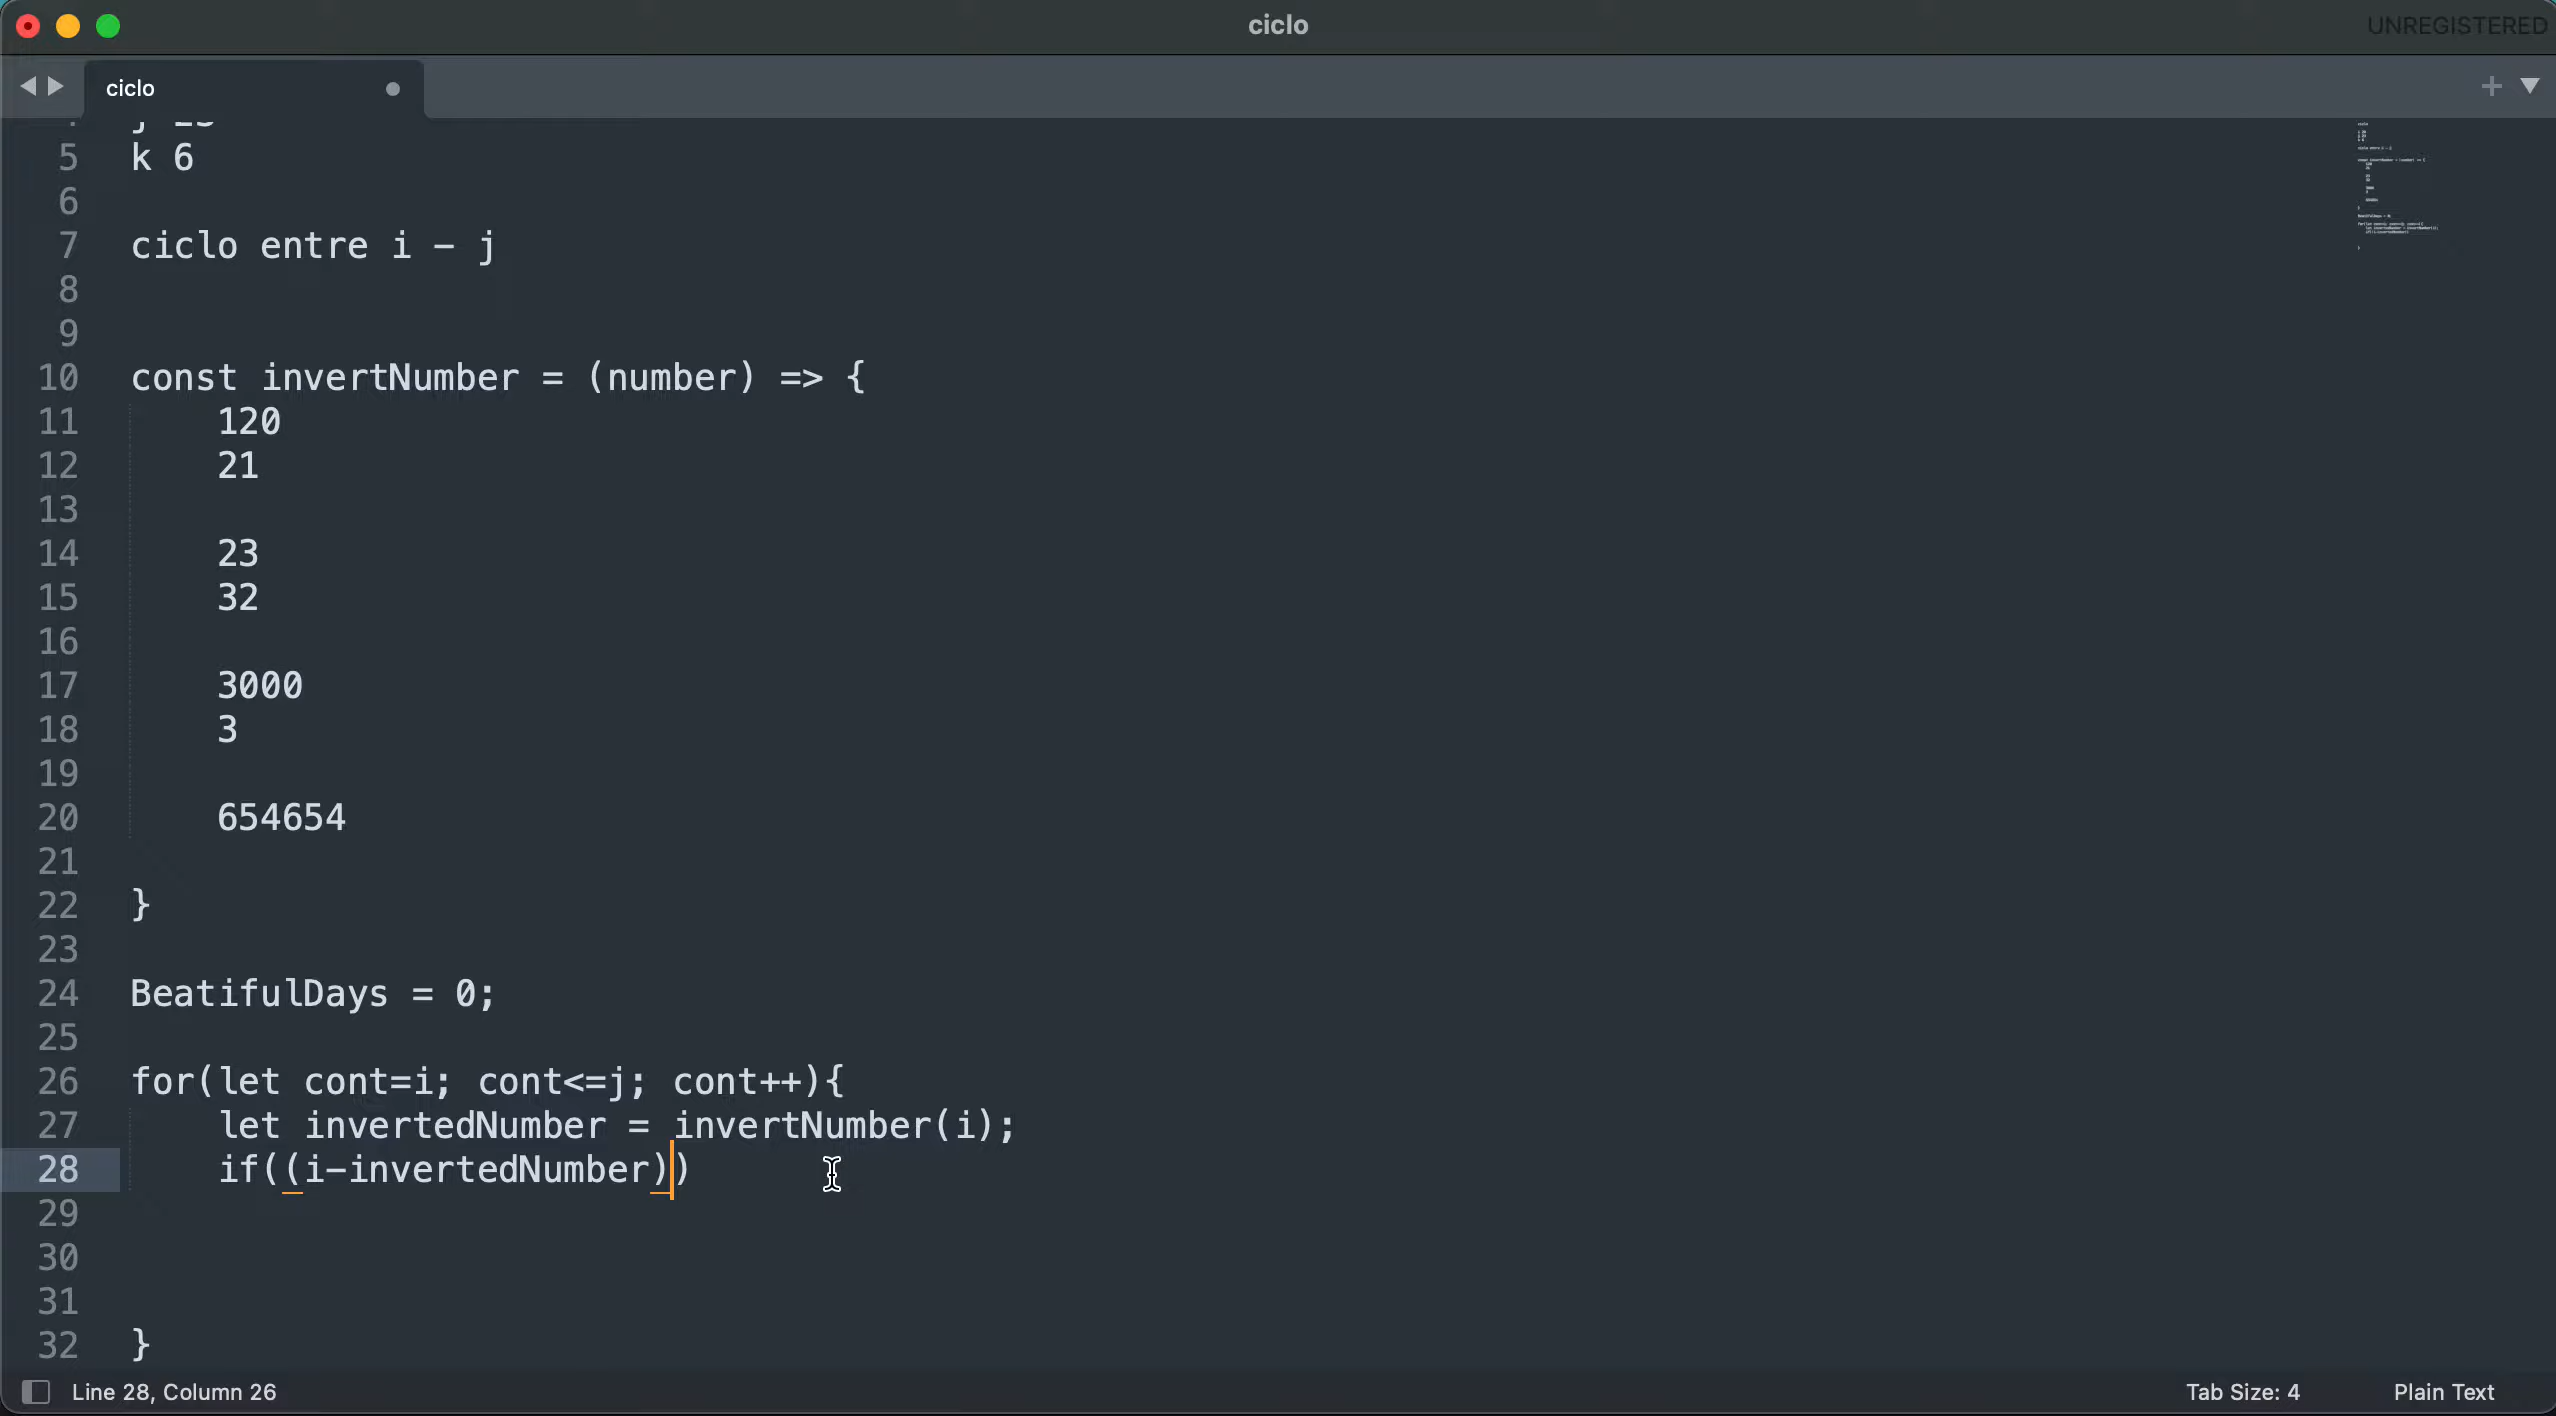 ciclo
UNREGISTERED
ciclo
5 k 6
6
7 ciclo entre i - j
8
9
10 const invertNumber = (number) => {
11 120
12 21
13
14 23
15 32
16
17 3000
18 3
19
20 654654
21
22 }
23
24 BeatifulDays = 0;
25
26 for(let cont=i; cont<=j; cont++){
27 let invertedNumber = invertNumber(i);
28 if((i-invertedNumber))
29
30
31
32 }
Line 28, Column 26
Tab Size: 4
Plain Text